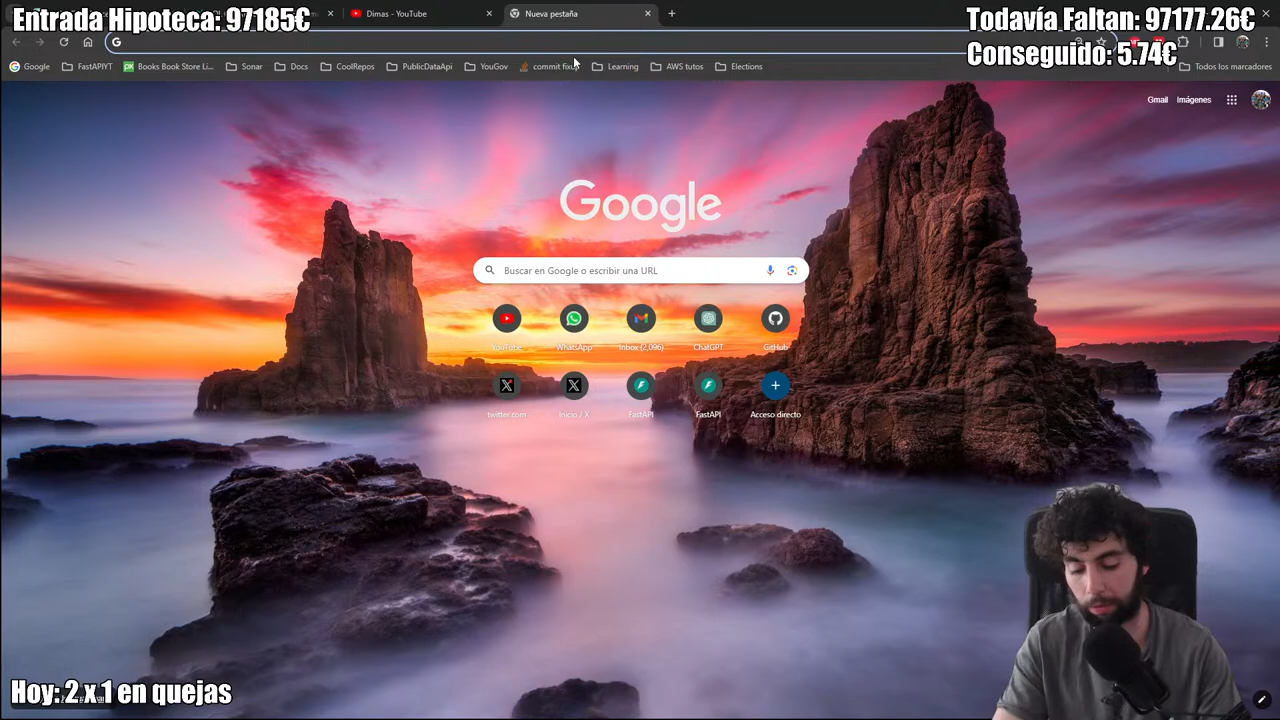 Entrada Hipoteca: 97185€
Todavía Faltan: 97177.26€
Conseguido: 5.74€
Dimas - YouTube
Nueva pestaña
Google
FastAPIYT
Books Book Store Li...
Sonar
Docs
CoolRepos
PublicDataApi
YouGov
commit fixup
Learning
AWS tutos
Elections
Todos los marcadores
Gmail
Imágenes
Google
Buscar en Google o escribir una URL
YouTube
WhatsApp
Inbox (2,096)
ChatGPT
GitHub
twitter.com
Inicio / X
FastAPI
FastAPI
Acceso directo
Hoy: 2 x 1 en quejas